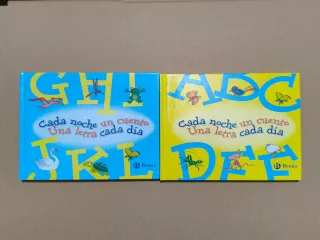 GHI
Cada noche un cuento
Una letra cada día
JKL
Bruño
ABC
Cada noche un cuento
Una letra cada día
DEF
Bruño